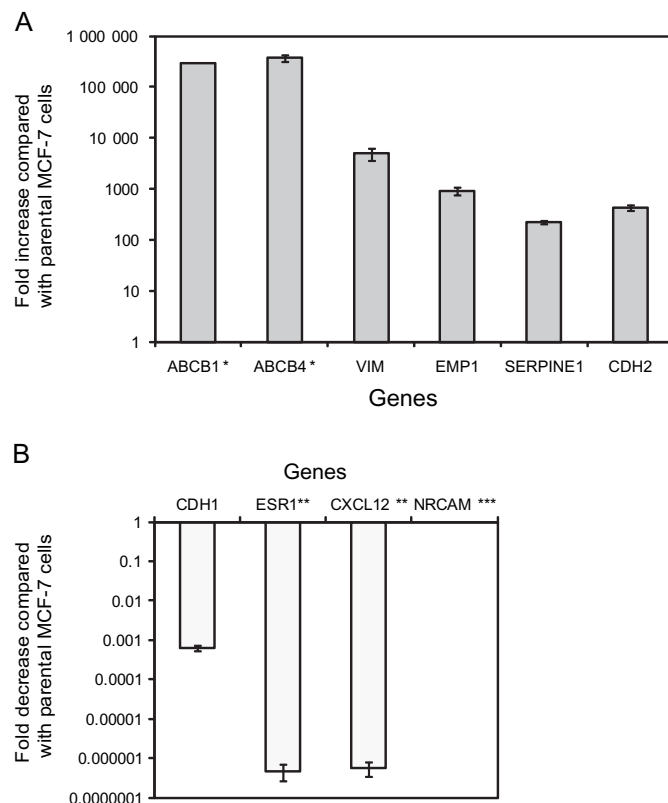 A
Fold increase compared
with parental MCF-7 cells
1 000 000
100 000
10 000
1000
100
10
1
ABCB1 * ABCB4 * VIM EMP1 SERPINE1 CDH2
Genes
B
Genes
CDH1 ESR1** CXCL12 ** NRCAM ***
Fold decrease compared
with parental MCF-7 cells
1
0.1
0.01
0.001
0.0001
0.00001
0.000001
0.0000001